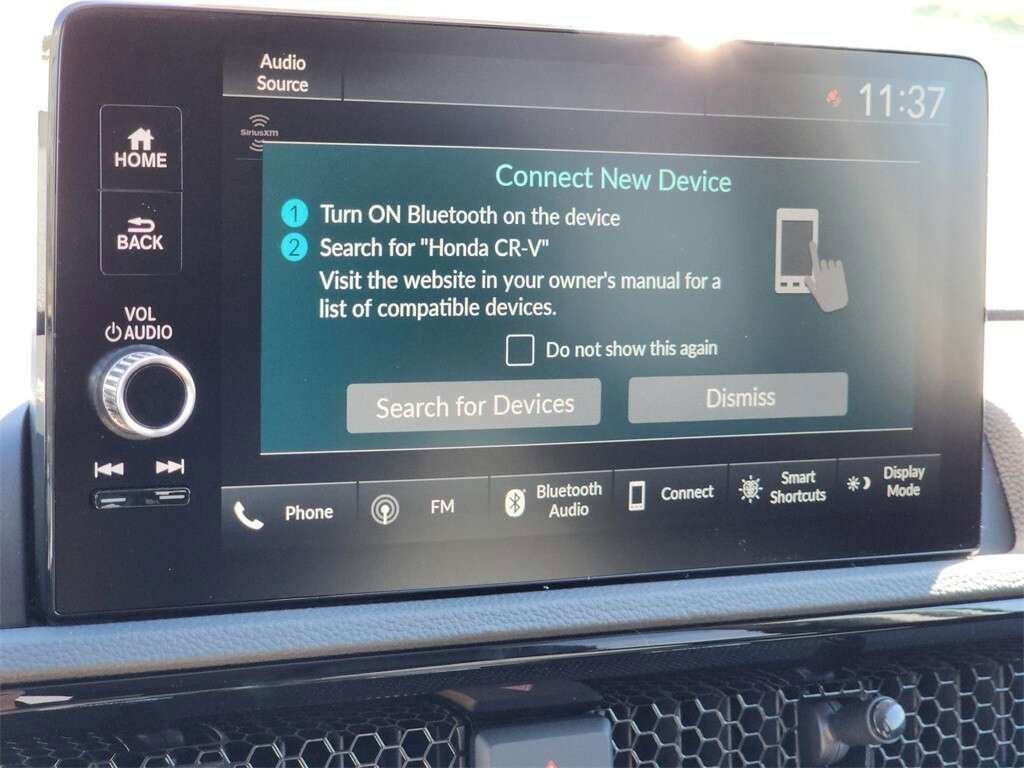 Audio
Source
11:37
SiriusXM
HOME
BACK
VOL
AUDIO
Connect New Device
1 Turn ON Bluetooth on the device
2 Search for "Honda CR-V"
Visit the website in your owner's manual for a
list of compatible devices.
Do not show this again
Search for Devices
Dismiss
Phone
FM
Bluetooth
Audio
Connect
Smart
Shortcuts
Display
Mode